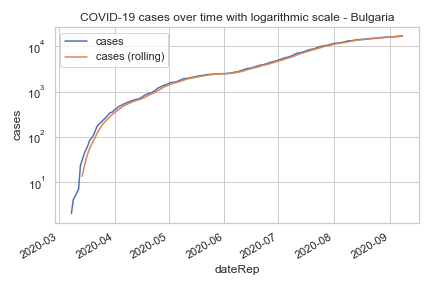 COVID-19 cases over time with logarithmic scale - Bulgaria
cases
cases (rolling)
10⁴
10³
10²
10¹
cases
2020-03
2020-04
2020-05
2020-06
2020-07
2020-08
2020-09
dateRep